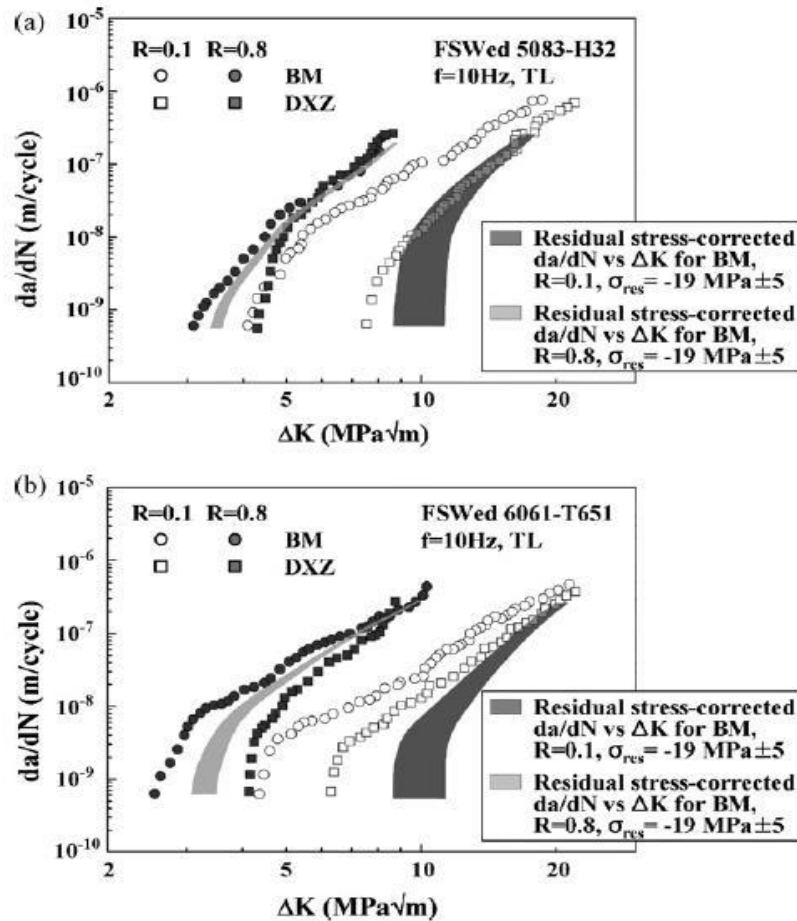 (a)
10⁻⁵
10⁻⁶
10⁻⁷
10⁻⁸
10⁻⁹
10⁻¹⁰
da/dN (m/cycle)
R=0.1 R=0.8
BM
DXZ
FSWed 5083-H32
f=10Hz, TL
Residual stress-corrected
da/dN vs ΔK for BM,
R=0.1, σres= -19 MPa±5
Residual stress-corrected
da/dN vs ΔK for BM,
R=0.8, σres= -19 MPa±5
2 5 10 20
ΔK (MPa√m)
(b)
10⁻⁵
10⁻⁶
10⁻⁷
10⁻⁸
10⁻⁹
10⁻¹⁰
da/dN (m/cycle)
R=0.1 R=0.8
BM
DXZ
FSWed 6061-T651
f=10Hz, TL
Residual stress-corrected
da/dN vs ΔK for BM,
R=0.1, σres= -19 MPa±5
Residual stress-corrected
da/dN vs ΔK for BM,
R=0.8, σres= -19 MPa±5
2 5 10 20
ΔK (MPa√m)